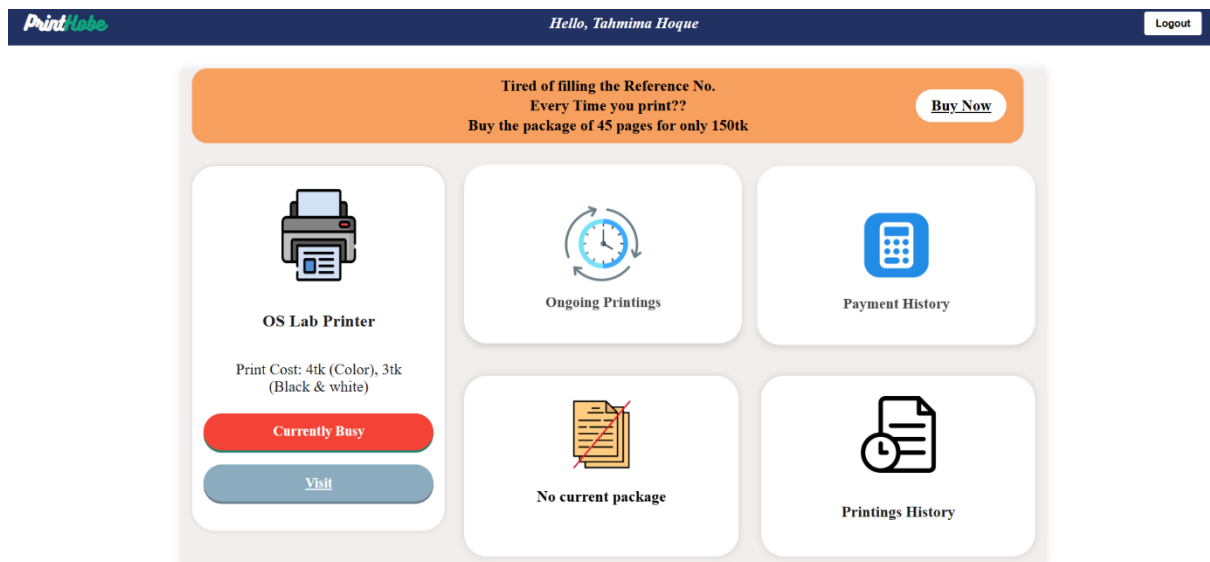 PrintHobe
Hello, Tahmima Hoque
Logout
Tired of filling the Reference No.
Every Time you print??
Buy the package of 45 pages for only 150tk
Buy Now
OS Lab Printer
Print Cost: 4tk (Color), 3tk
(Black & white)
Currently Busy
Visit
Ongoing Printings
Payment History
No current package
Printings History